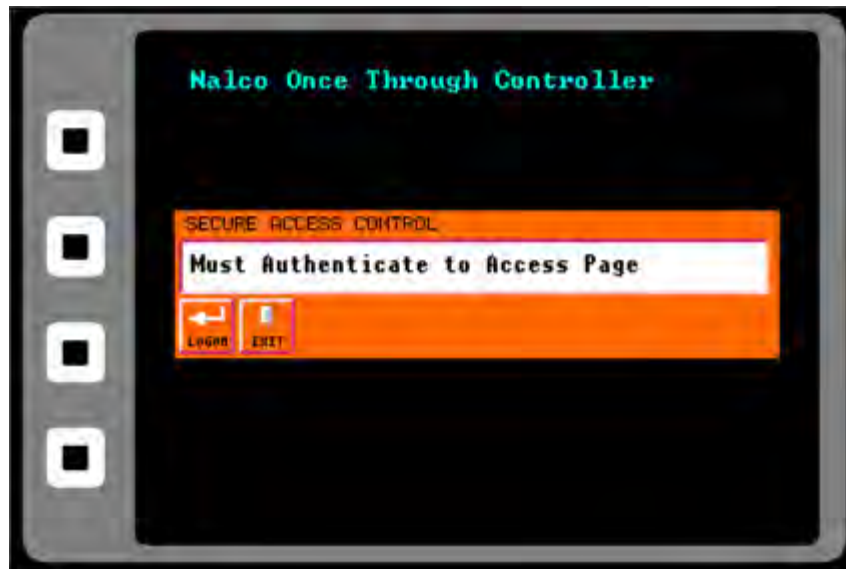 Nalco Once Through Controller
SECURE ACCESS CONTROL
Must Authenticate to Access Page
LOGON EXIT